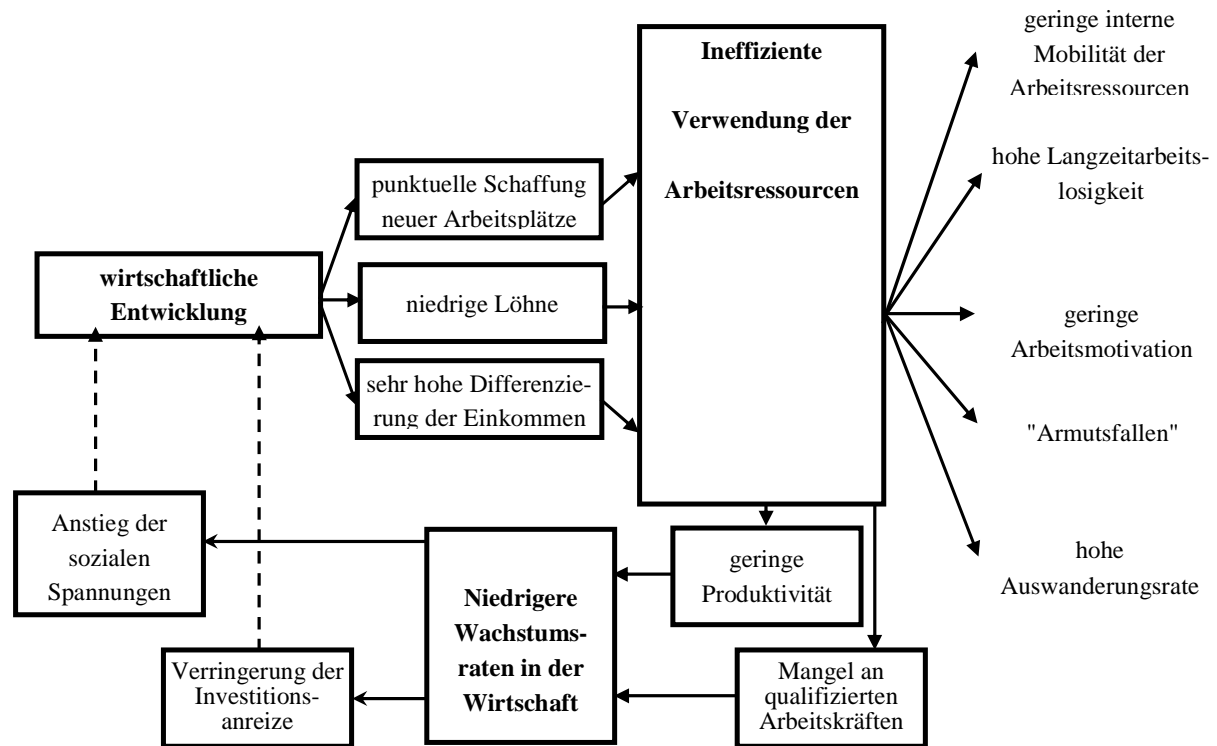 geringe interne
Mobilität der
Arbeitsressourcen
Ineffiziente
Verwendung der
Arbeitsressourcen
hohe Langzeitarbeits-
losigkeit
punktuelle Schaffung
neuer Arbeitsplätze
wirtschaftliche
Entwicklung
niedrige Löhne
geringe
Arbeitsmotivation
sehr hohe Differenzie-
rung der Einkommen
"Armutsfallen"
Anstieg der
sozialen
Spannungen
geringe
Produktivität
hohe
Auswanderungsrate
Niedrigere
Wachstums-
raten in der
Wirtschaft
Verringerung der
Investitions-
anreize
Mangel an
qualifizierten
Arbeitskräften